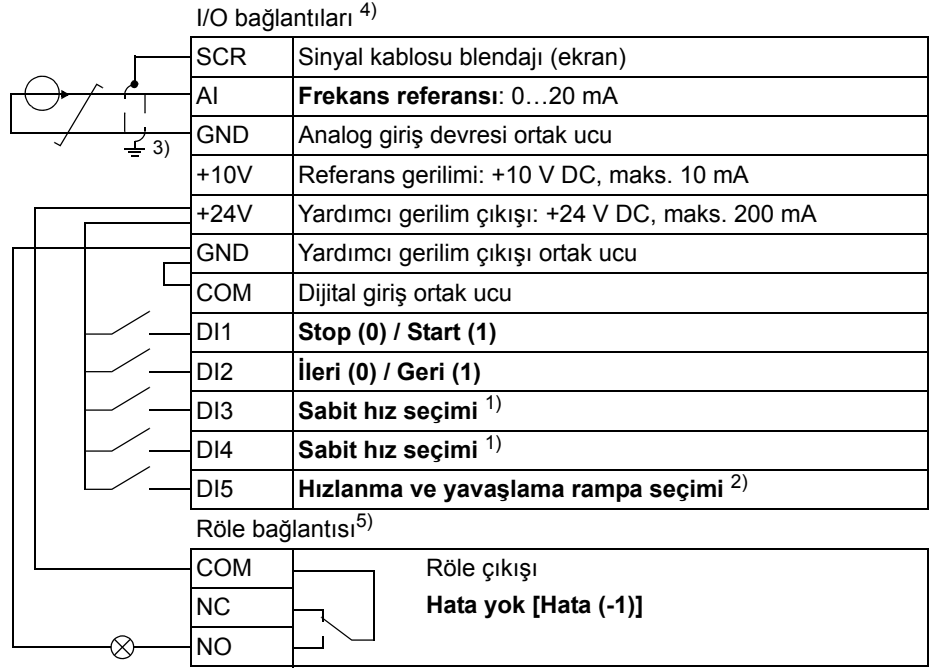 I/O bağlantıları 4)
SCR Sinyal kablosu blendajı (ekran)
AI Frekans referansı: 0…20 mA
GND Analog giriş devresi ortak ucu
3)
+10V Referans gerilimi: +10 V DC, maks. 10 mA
+24V Yardımcı gerilim çıkışı: +24 V DC, maks. 200 mA
GND Yardımcı gerilim çıkışı ortak ucu
COM Dijital giriş ortak ucu
DI1 Stop (0) / Start (1)
DI2 İleri (0) / Geri (1)
DI3 Sabit hız seçimi 1)
DI4 Sabit hız seçimi 1)
DI5 Hızlanma ve yavaşlama rampa seçimi 2)
Röle bağlantısı5)
COM Röle çıkışı
NC Hata yok [Hata (-1)]
NO